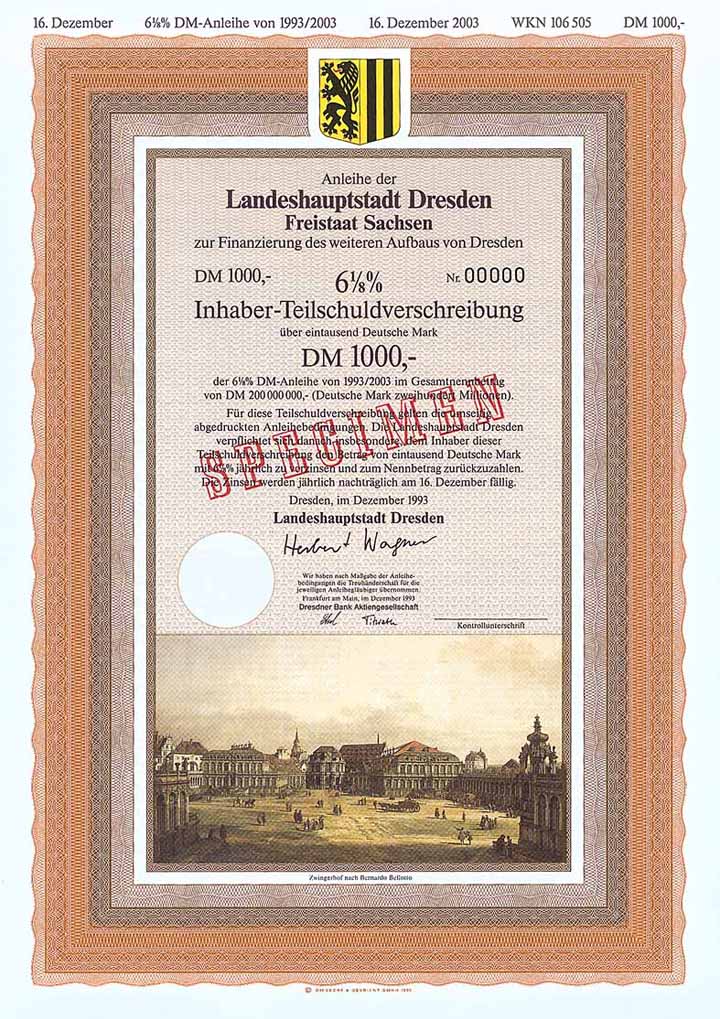 16. Dezember 6⅛% DM-Anleihe von 1993/2003 16. Dezember 2003 WKN 106 505 DM 1000,-
Anleihe der
Landeshauptstadt Dresden
Freistaat Sachsen
zur Finanzierung des weiteren Aufbaus von Dresden
DM 1000,- 6⅛% Nr. 00000
Inhaber-Teilschuldverschreibung
über eintausend Deutsche Mark
DM 1000,-
der 6⅛% DM-Anleihe von 1993/2003 im Gesamtnennbetrag
von DM 200 000 000,- (Deutsche Mark zweihundert Millionen).
Für diese Teilschuldverschreibung gelten die umseitig
abgedruckten Anleihebedingungen. Die Landeshauptstadt Dresden
verpflichtet sich hierdurch insbesondere, dem Inhaber dieser
Teilschuldverschreibung den Betrag von eintausend Deutsche Mark
mit 6⅛% jährlich zu verzinsen und zum Nennbetrag zurückzuzahlen.
Die Zinsen werden jährlich nachträglich am 16. Dezember fällig.
SPECIMEN
Dresden, im Dezember 1993
Landeshauptstadt Dresden
Herbert Wagner
Wir haben nach Maßgabe der Anleihe-
bedingungen die Treuhänderschaft für die
jeweiligen Anleihegläubiger übernommen.
Frankfurt am Main, im Dezember 1993
Dresdner Bank Aktiengesellschaft
Kontrollunterschrift
Zwingerhof nach Bernardo Bellotto